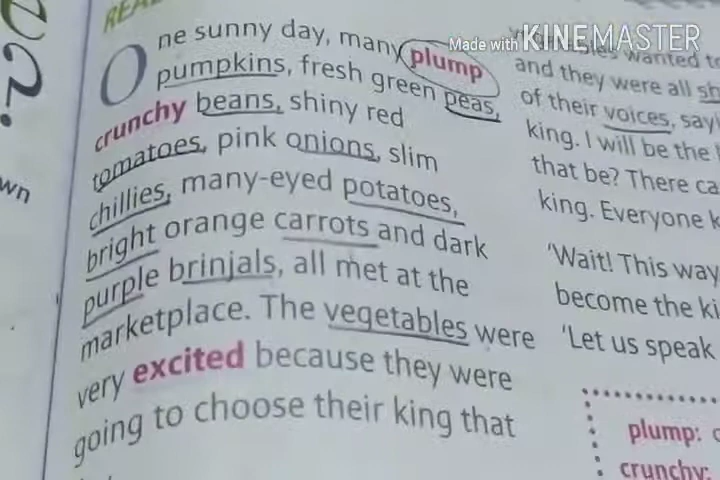 REA
One sunny day, many plump
pumpkins, fresh green peas,
crunchy beans, shiny red
tomatoes, pink onions, slim
chillies, many-eyed potatoes,
bright orange carrots and dark
purple brinjals, all met at the
marketplace. The vegetables were
very excited because they were
going to choose their king that
wanted to
and they were all sh
of their voices, sayi
king. I will be the
that be? There ca
king. Everyone k
'Wait! This way
become the ki
'Let us speak
plump:
crunchy:
wn
Made with KINEMASTER